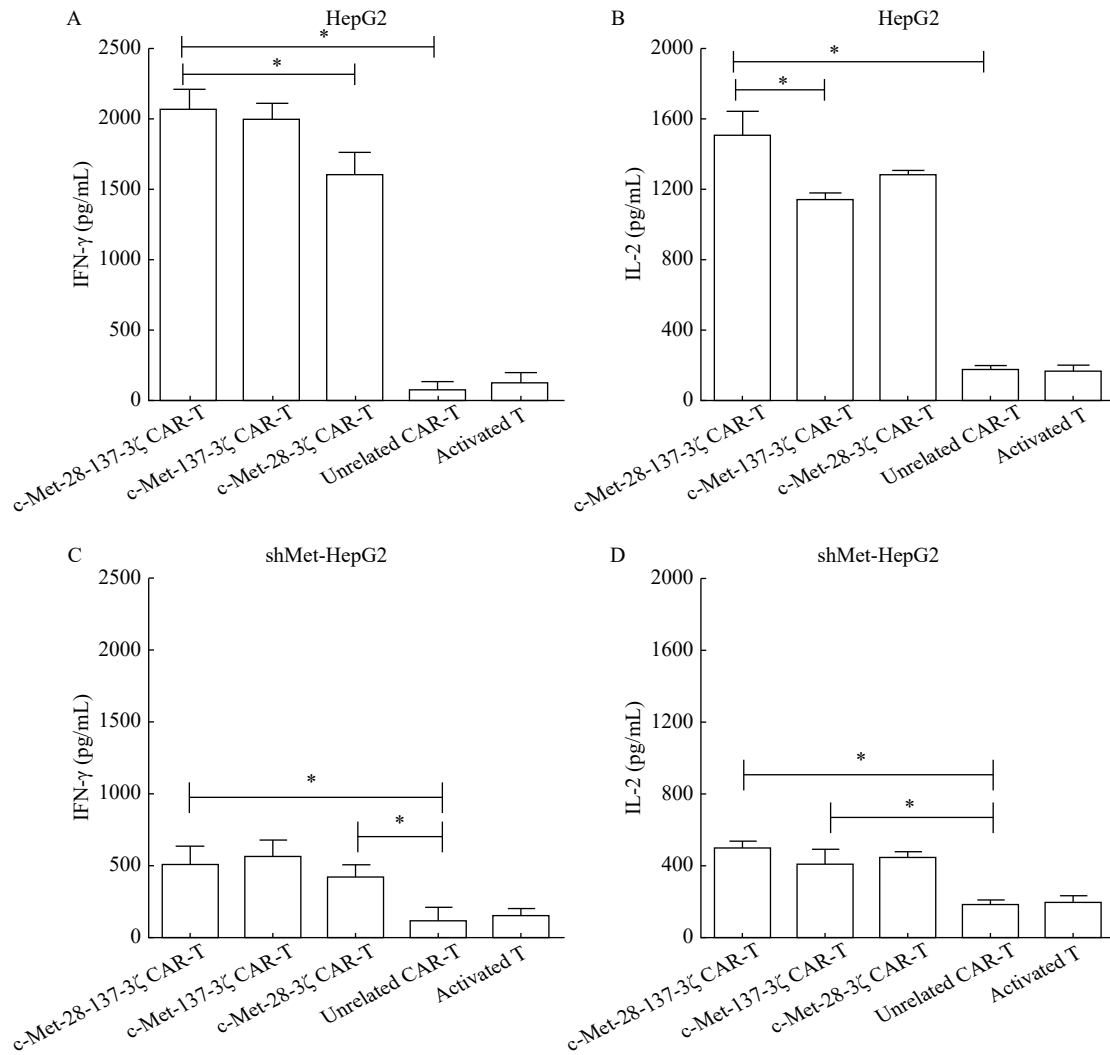 A
HepG2
2500
2000
1500
1000
500
0
IFN-γ (pg/mL)
*
*
c-Met-28-137-3ζ CAR-T
c-Met-137-3ζ CAR-T
c-Met-28-3ζ CAR-T
Unrelated CAR-T
Activated T
B
HepG2
2000
1600
1200
800
400
0
IL-2 (pg/mL)
*
*
c-Met-28-137-3ζ CAR-T
c-Met-137-3ζ CAR-T
c-Met-28-3ζ CAR-T
Unrelated CAR-T
Activated T
C
shMet-HepG2
2500
2000
1500
1000
500
0
IFN-γ (pg/mL)
*
*
c-Met-28-137-3ζ CAR-T
c-Met-137-3ζ CAR-T
c-Met-28-3ζ CAR-T
Unrelated CAR-T
Activated T
D
shMet-HepG2
2000
1600
1200
800
400
0
IL-2 (pg/mL)
*
*
c-Met-28-137-3ζ CAR-T
c-Met-137-3ζ CAR-T
c-Met-28-3ζ CAR-T
Unrelated CAR-T
Activated T